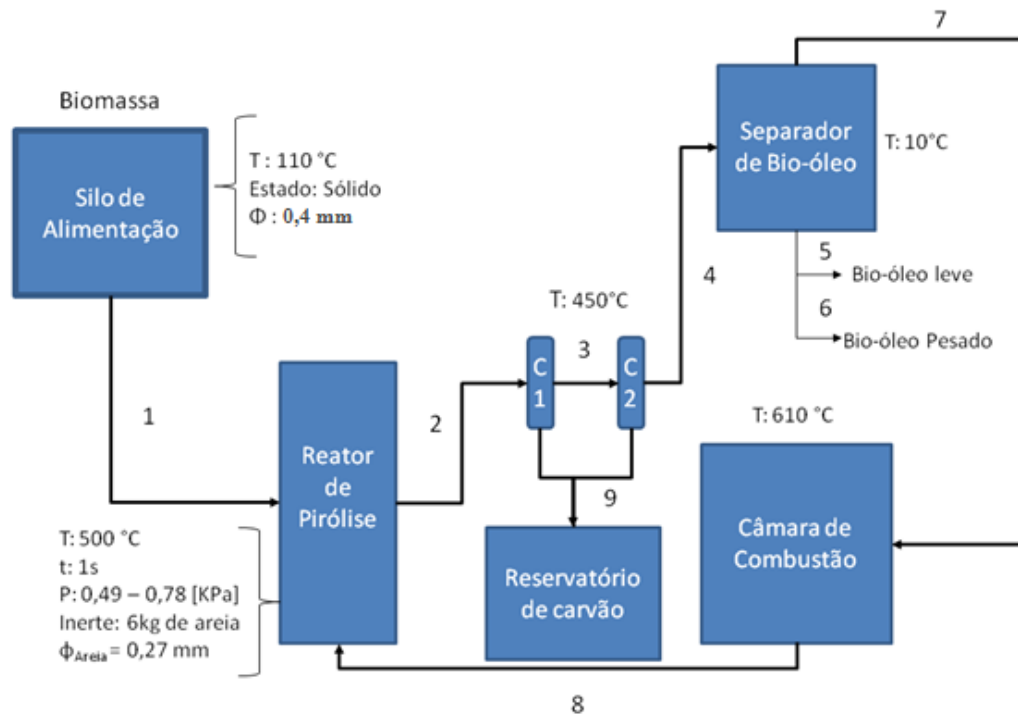 Biomassa
Silo de
Alimentação
T : 110 °C
Estado: Sólido
Φ : 0,4 mm
1
Reator
de
Pirólise
T: 500 °C
t: 1s
P: 0,49 – 0,78 [KPa]
Inerte: 6kg de areia
ϕAreia = 0,27 mm
2
T: 450°C
C
1
3
C
2
9
Reservatório
de carvão
4
Separador
de Bio-óleo
T: 10°C
5
Bio-óleo leve
6
Bio-óleo Pesado
7
T: 610 °C
Câmara de
Combustão
8